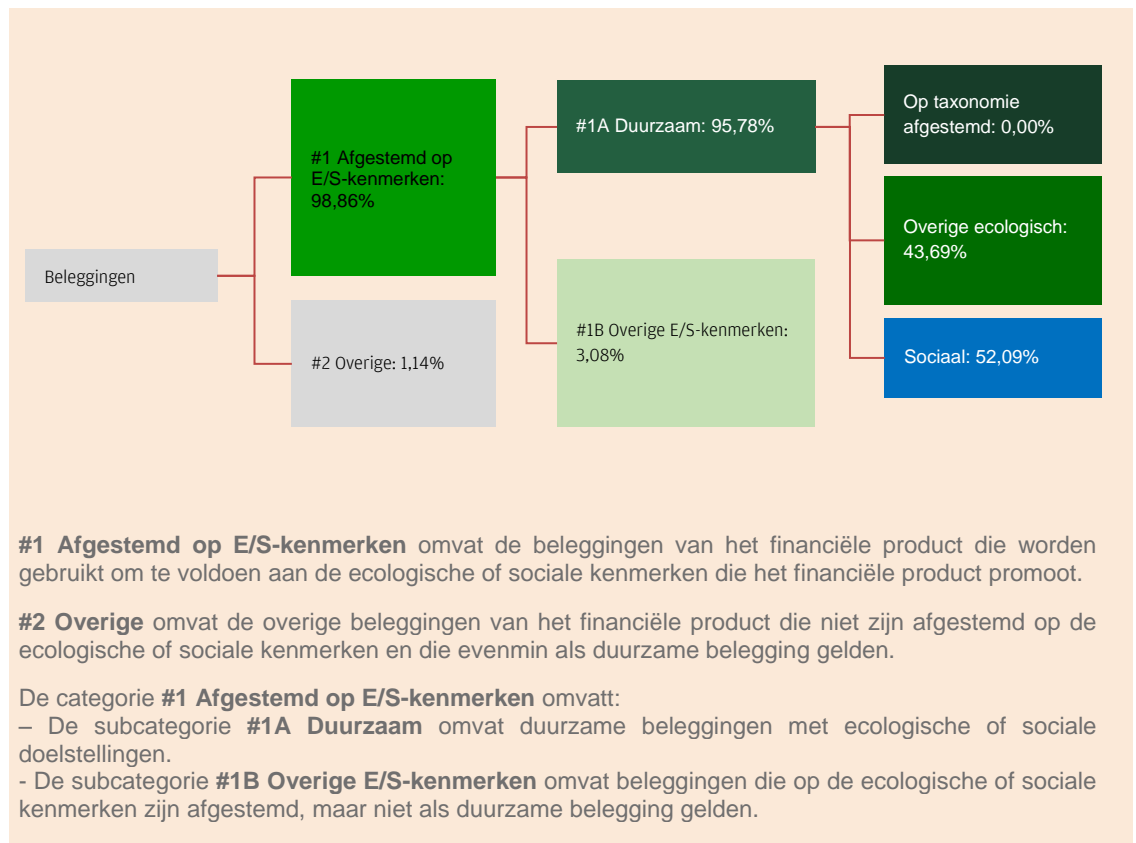 Beleggingen
#1 Afgestemd op
E/S-kenmerken:
98,86%
#2 Overige: 1,14%
#1A Duurzaam: 95,78%
#1B Overige E/S-kenmerken:
3,08%
Op taxonomie
afgestemd: 0,00%
Overige ecologisch:
43,69%
Sociaal: 52,09%
#1 Afgestemd op E/S-kenmerken omvat de beleggingen van het financiële product die worden
gebruikt om te voldoen aan de ecologische of sociale kenmerken die het financiële product promoot.
#2 Overige omvat de overige beleggingen van het financiële product die niet zijn afgestemd op de
ecologische of sociale kenmerken en die evenmin als duurzame belegging gelden.
De categorie #1 Afgestemd op E/S-kenmerken omvatt:
– De subcategorie #1A Duurzaam omvat duurzame beleggingen met ecologische of sociale
doelstellingen.
- De subcategorie #1B Overige E/S-kenmerken omvat beleggingen die op de ecologische of sociale
kenmerken zijn afgestemd, maar niet als duurzame belegging gelden.